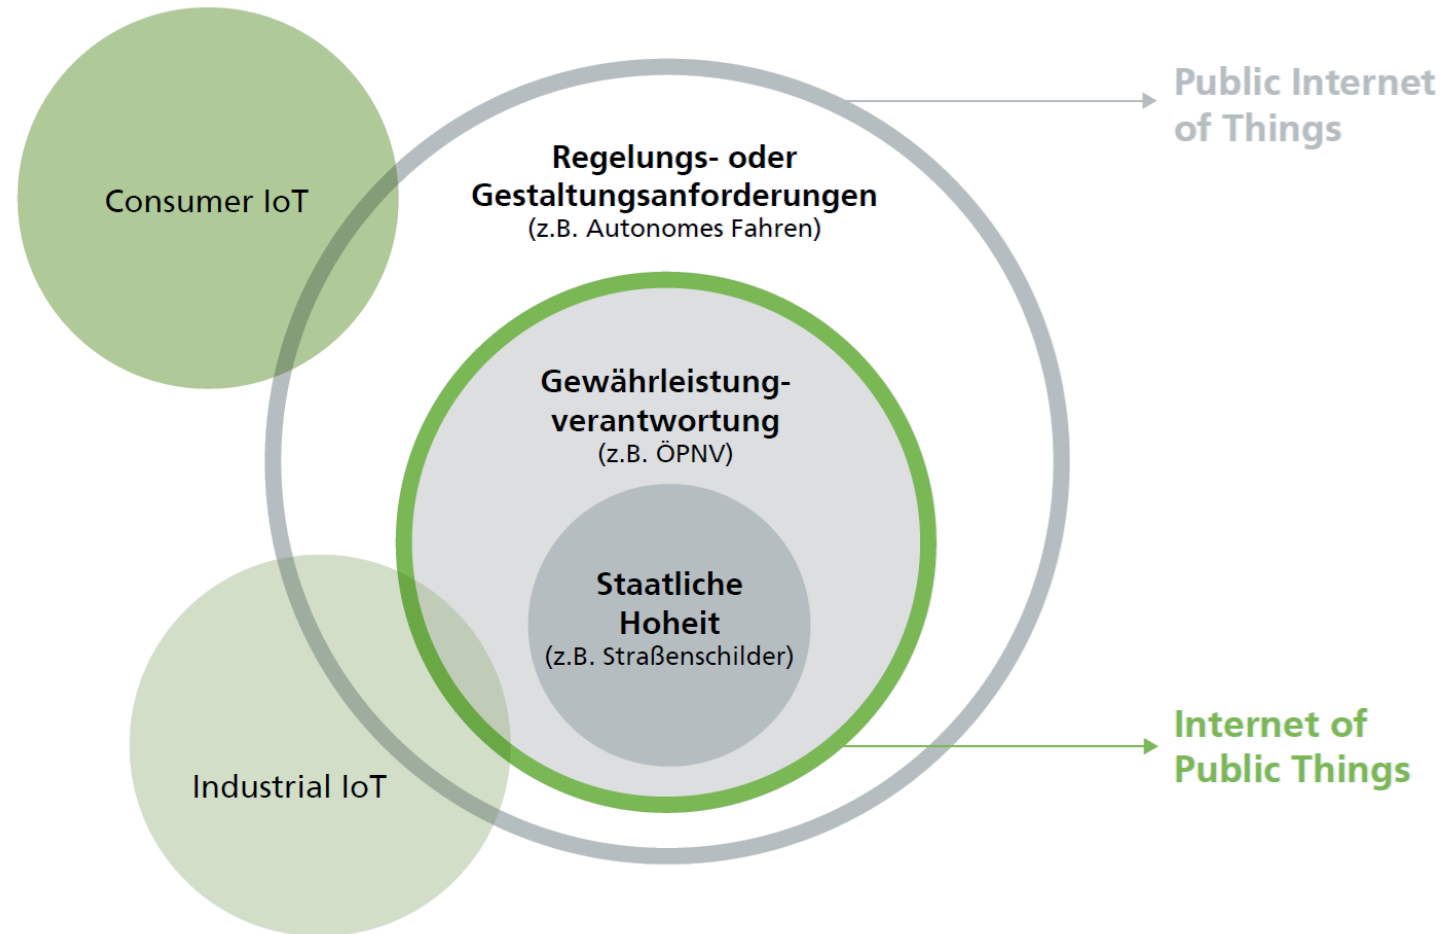 Public Internet
of Things
Regelungs- oder
Gestaltungsanforderungen
(z.B. Autonomes Fahren)
Consumer IoT
Gewährleistung-
verantwortung
(z.B. ÖPNV)
Staatliche
Hoheit
(z.B. Straßenschilder)
Internet of
Public Things
Industrial IoT